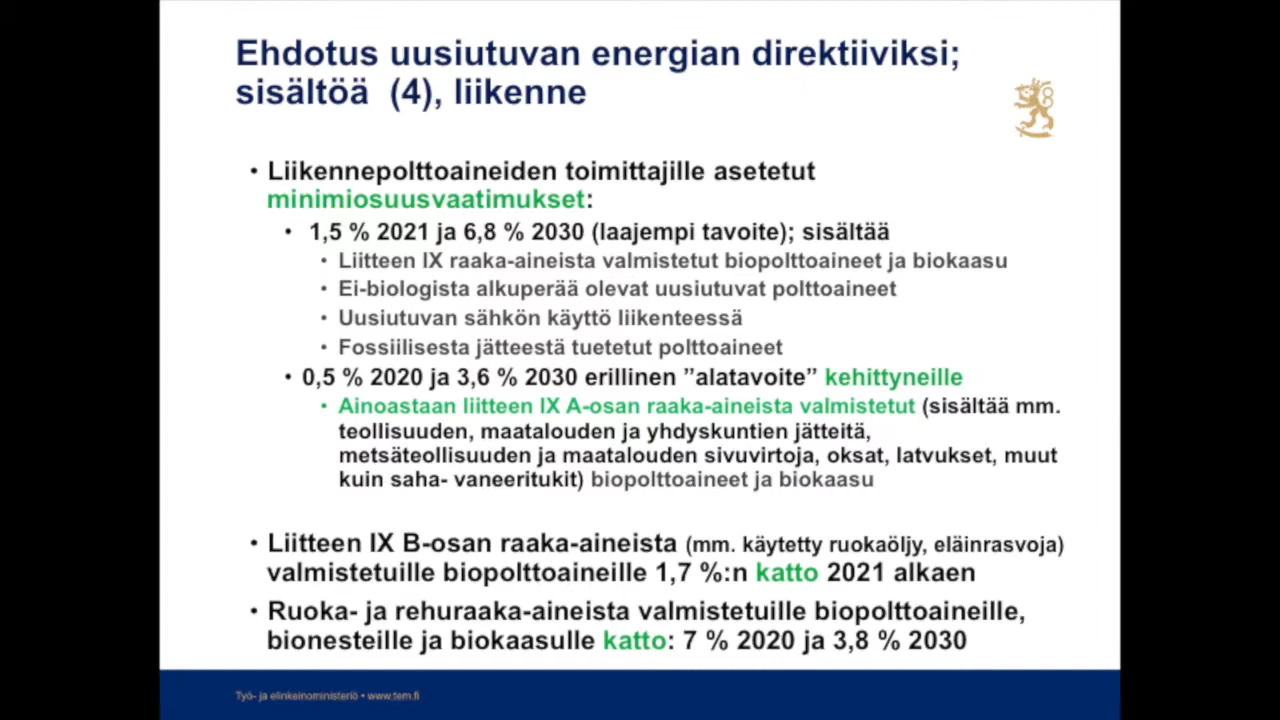 Ehdotus uusiutuvan energian direktiiviksi;
sisältöä (4), liikenne
• Liikennepolttoaineiden toimittajille asetetut
minimiosuusvaatimukset:
• 1,5 % 2021 ja 6,8 % 2030 (laajempi tavoite); sisältää
• Liitteen IX raaka-aineista valmistetut biopolttoaineet ja biokaasu
• Ei-biologista alkuperää olevat uusiutuvat polttoaineet
• Uusiutuvan sähkön käyttö liikenteessä
• Fossiilisesta jätteestä tuetetut polttoaineet
• 0,5 % 2020 ja 3,6 % 2030 erillinen ”alatavoite” kehittyneille
• Ainoastaan liitteen IX A-osan raaka-aineista valmistetut (sisältää mm.
teollisuuden, maatalouden ja yhdyskuntien jätteitä,
metsäteollisuuden ja maatalouden sivuvirtoja, oksat, latvukset, muut
kuin saha- vaneeritukit) biopolttoaineet ja biokaasu
• Liitteen IX B-osan raaka-aineista (mm. käytetty ruokaöljy, eläinrasvoja)
valmistetuille biopolttoaineille 1,7 %:n katto 2021 alkaen
• Ruoka- ja rehuraaka-aineista valmistetuille biopolttoaineille,
bionesteille ja biokaasulle katto: 7 % 2020 ja 3,8 % 2030
Työ- ja elinkeinoministeriö • www.tem.fi